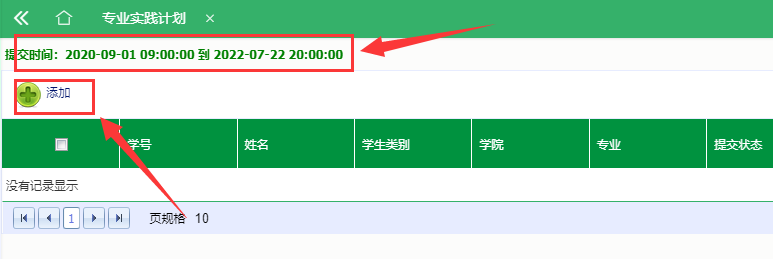 专业实践计划
提交时间：2020-09-01 09:00:00 到 2022-07-22 20:00:00
添加
学号 姓名 学生类别 学院 专业 提交状态
没有记录显示
1 页规格 10